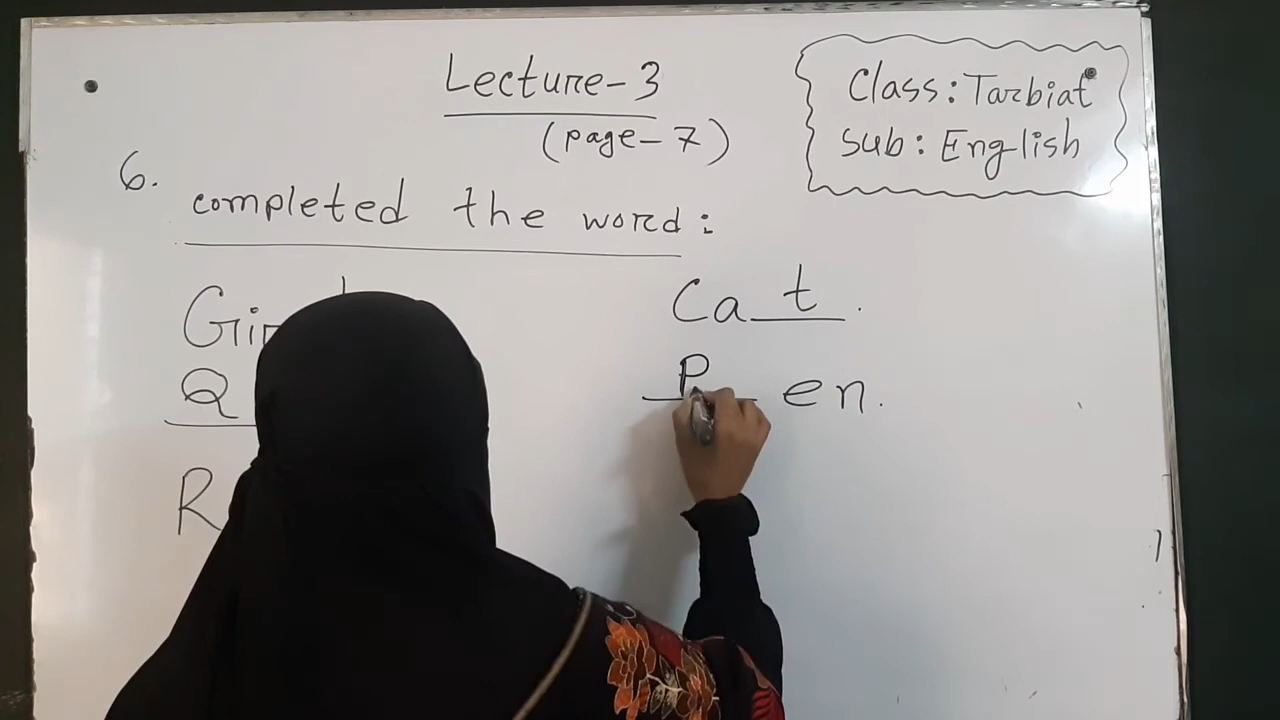 Lecture-3
(page-7)
Class: Tarbiat
Sub: English
6.
completed the word:
Ca t .
Q
P en.
R